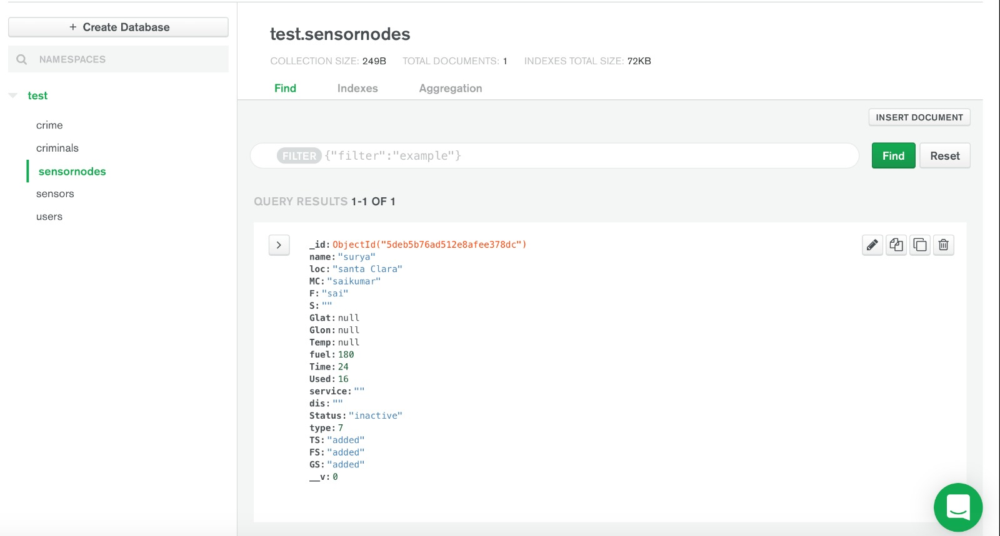 + Create Database
NAMESPACES
test
crime
criminals
sensornodes
sensors
users
test.sensornodes
COLLECTION SIZE: 249B TOTAL DOCUMENTS: 1 INDEXES TOTAL SIZE: 72KB
Find Indexes Aggregation
INSERT DOCUMENT
FILTER {"filter":"example"}
Find Reset
QUERY RESULTS 1-1 OF 1
_id: ObjectId("5deb5b76ad512e8afee378dc")
name: "surya"
loc: "santa Clara"
MC: "saikumar"
F: "sai"
S: ""
Glat: null
Glon: null
Temp: null
fuel: 180
Time: 24
Used: 16
service: ""
dis: ""
Status: "inactive"
type: 7
TS: "added"
FS: "added"
GS: "added"
__v: 0